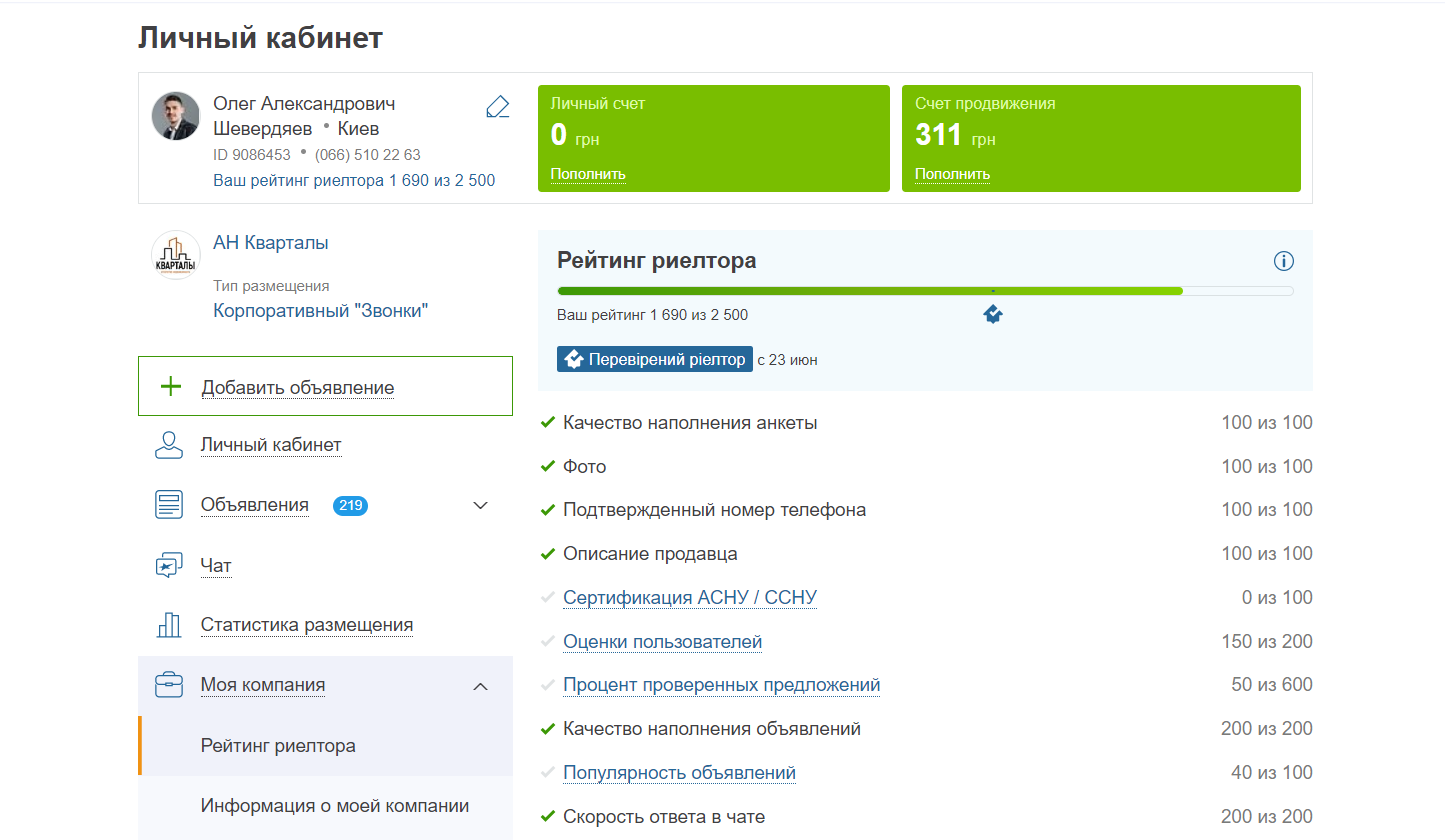 Личный кабинет
Олег Александрович
Шевердяев • Киев
ID 9086453 • (066) 510 22 63
Ваш рейтинг риелтора 1 690 из 2 500
Личный счет
0 грн
Пополнить
Счет продвижения
311 грн
Пополнить
КВАРТАЛЫ
АН Кварталы
Тип размещения
Корпоративный "Звонки"
Добавить объявление
Личный кабинет
Объявления 219
Чат
Статистика размещения
Моя компания
Рейтинг риелтора
Информация о моей компании
Рейтинг риелтора
Ваш рейтинг 1 690 из 2 500
Перевірений ріелтор с 23 июн
Качество наполнения анкеты 100 из 100
Фото 100 из 100
Подтвержденный номер телефона 100 из 100
Описание продавца 100 из 100
Сертификация АСНУ / ССНУ 0 из 100
Оценки пользователей 150 из 200
Процент проверенных предложений 50 из 600
Качество наполнения объявлений 200 из 200
Популярность объявлений 40 из 100
Скорость ответа в чате 200 из 200